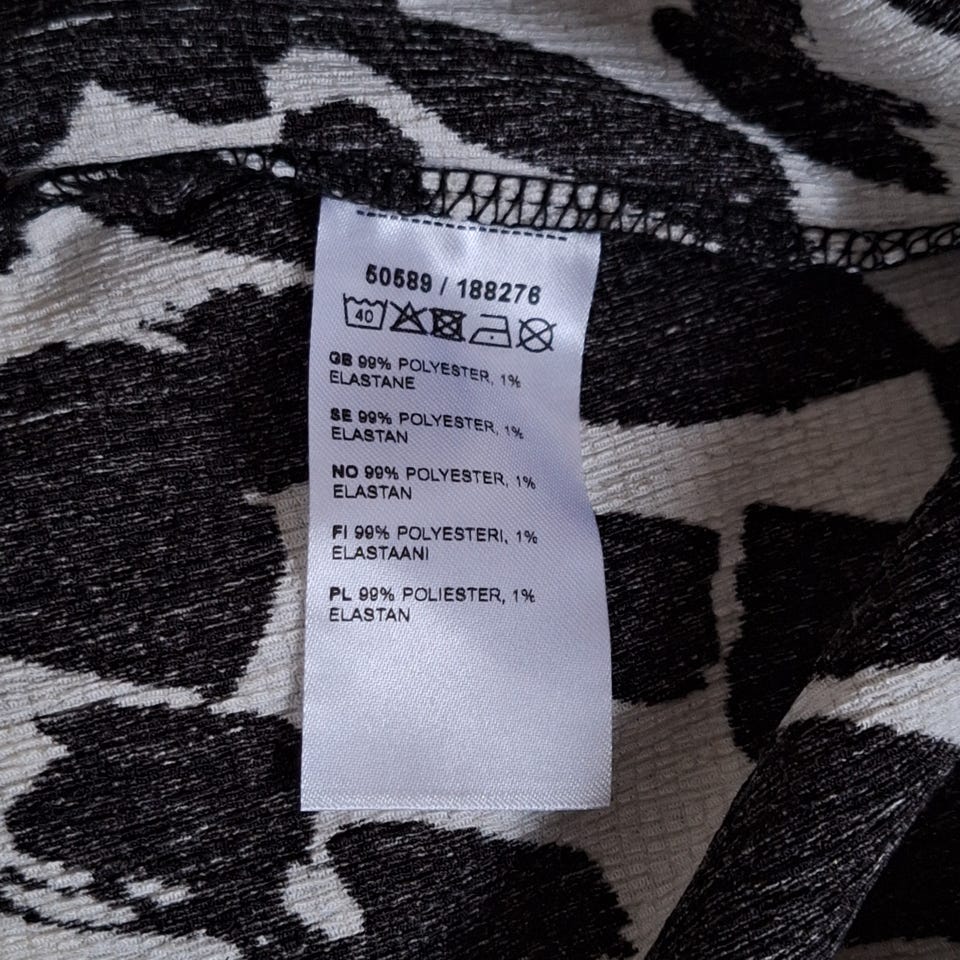 50589 / 188276
40
GB 99% POLYESTER, 1%
ELASTANE
SE 99% POLYESTER, 1%
ELASTAN
NO 99% POLYESTER, 1%
ELASTAN
FI 99% POLYESTERI, 1%
ELASTAANI
PL 99% POLIESTER, 1%
ELASTAN